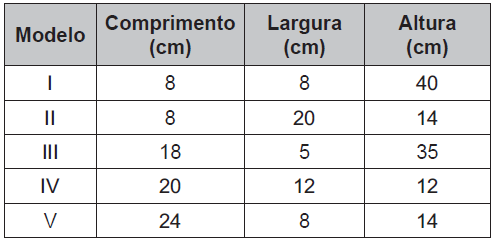 Modelo Comprimento (cm) Largura (cm) Altura (cm)
I 8 8 40
II 8 20 14
III 18 5 35
IV 20 12 12
V 24 8 14